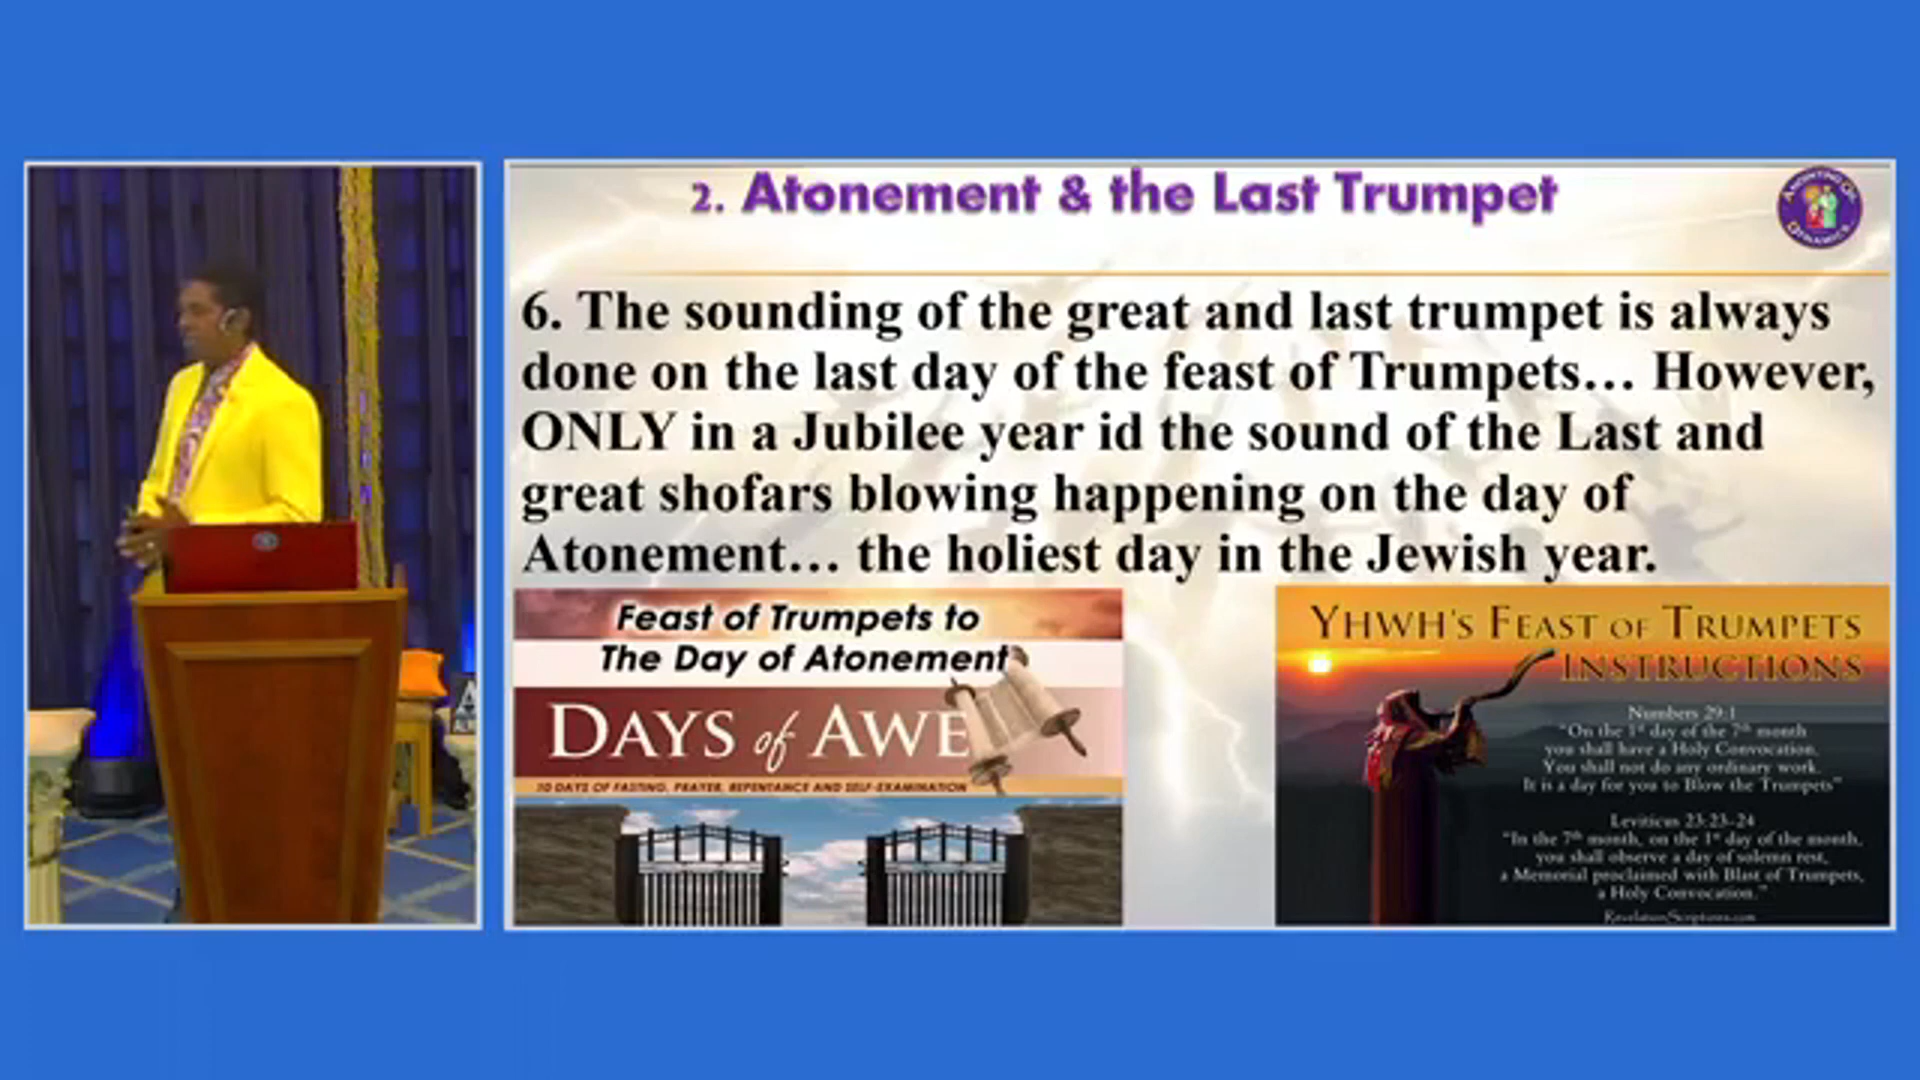 2. Atonement & the Last Trumpet
6. The sounding of the great and last trumpet is always
done on the last day of the feast of Trumpets… However,
ONLY in a Jubilee year id the sound of the Last and
great shofars blowing happening on the day of
Atonement… the holiest day in the Jewish year.
Feast of Trumpets to
The Day of Atonement
DAYS of AWE
10 DAYS OF FASTING, PRAYER, REPENTANCE AND SELF-EXAMINATION
YHWH'S FEAST OF TRUMPETS
INSTRUCTIONS
Numbers 29:1
"On the 1st day of the 7th month
you shall have a Holy Convocation.
You shall not do any ordinary work.
It is a day for you to Blow the Trumpets"
Leviticus 23:23-24
"In the 7th month, on the 1st day of the month,
you shall observe a day of solemn rest,
a Memorial proclaimed with Blast of Trumpets,
a Holy Convocation."
RevelationScriptures.com